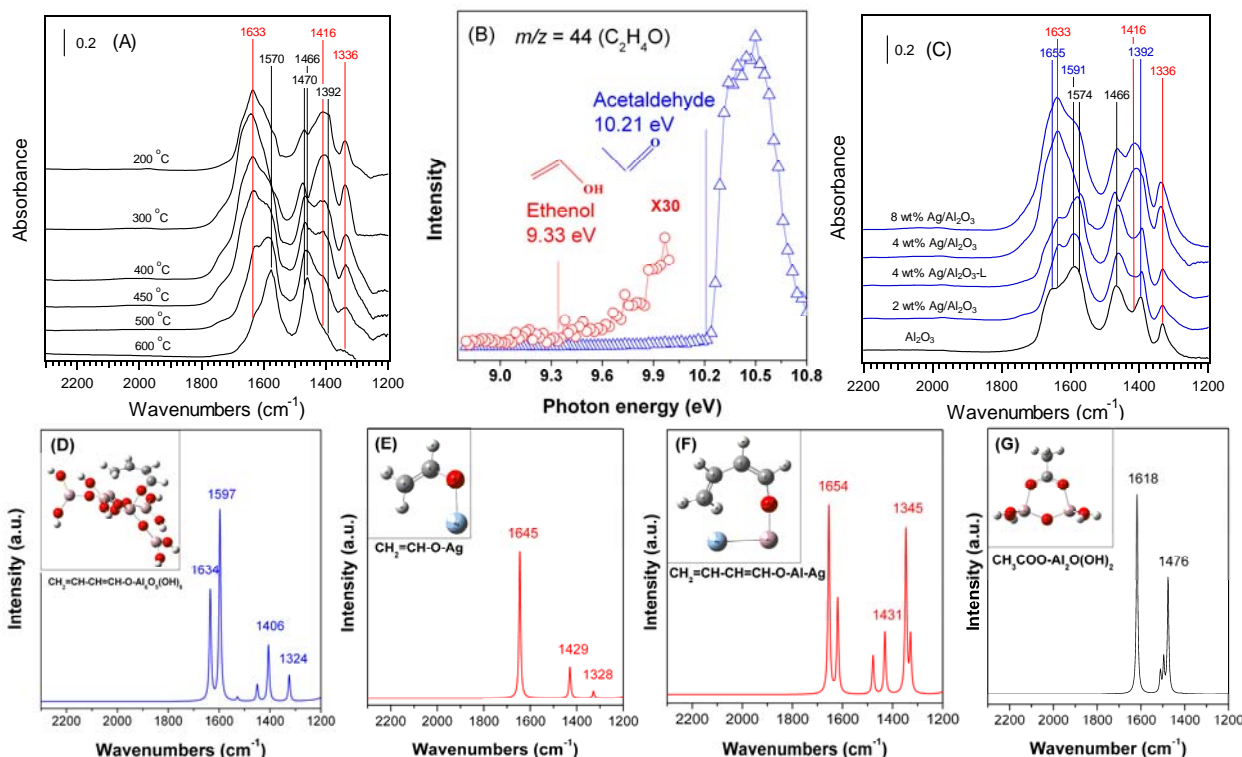 (A)
0.2
1633
1570
1466
1470
1416
1392
1336
200 °C
300 °C
400 °C
450 °C
500 °C
600 °C
Absorbance
2200 2000 1800 1600 1400 1200
Wavenumbers (cm⁻¹)
(B) m/z = 44 (C₂H₄O)
Acetaldehyde
10.21 eV
O
OH
Ethenol
9.33 eV
X30
Intensity
9.0 9.3 9.6 9.9 10.2 10.5 10.8
Photon energy (eV)
(C)
0.2
1655
1633
1591
1574
1466
1416
1392
1336
8 wt% Ag/Al₂O₃
4 wt% Ag/Al₂O₃
4 wt% Ag/Al₂O₃-L
2 wt% Ag/Al₂O₃
Al₂O₃
Absorbance
2200 2000 1800 1600 1400 1200
Wavenumbers (cm⁻¹)
(D)
1597
1634
1406
1324
Intensity (a.u.)
2200 2000 1800 1600 1400 1200
Wavenumbers (cm⁻¹)
(E)
CH₂=CH-O-Ag
1645
1429
1328
Intensity (a.u.)
2200 2000 1800 1600 1400 1200
Wavenumbers (cm⁻¹)
(F)
CH₂=CH-CH=CH-O-Al-Ag
1654
1431
1345
Intensity (a.u.)
2200 2000 1800 1600 1400 1200
Wavenumbers (cm⁻¹)
(G)
CH₃COO-Al₂O(OH)₂
1618
1476
Intensity (a.u.)
2200 2000 1800 1600 1400 1200
Wavenumber (cm⁻¹)